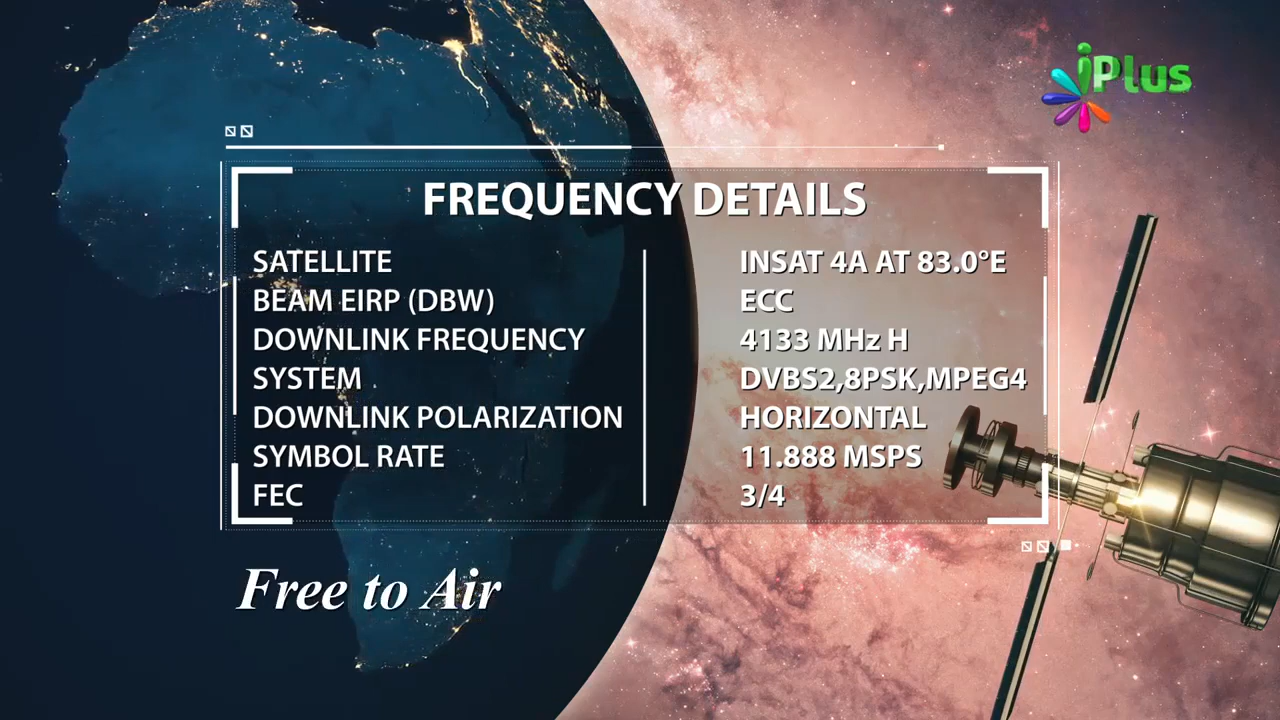 iPlus
FREQUENCY DETAILS
SATELLITE INSAT 4A AT 83.0°E
BEAM EIRP (DBW) ECC
DOWNLINK FREQUENCY 4133 MHz H
SYSTEM DVBS2,8PSK,MPEG4
DOWNLINK POLARIZATION HORIZONTAL
SYMBOL RATE 11.888 MSPS
FEC 3/4
Free to Air